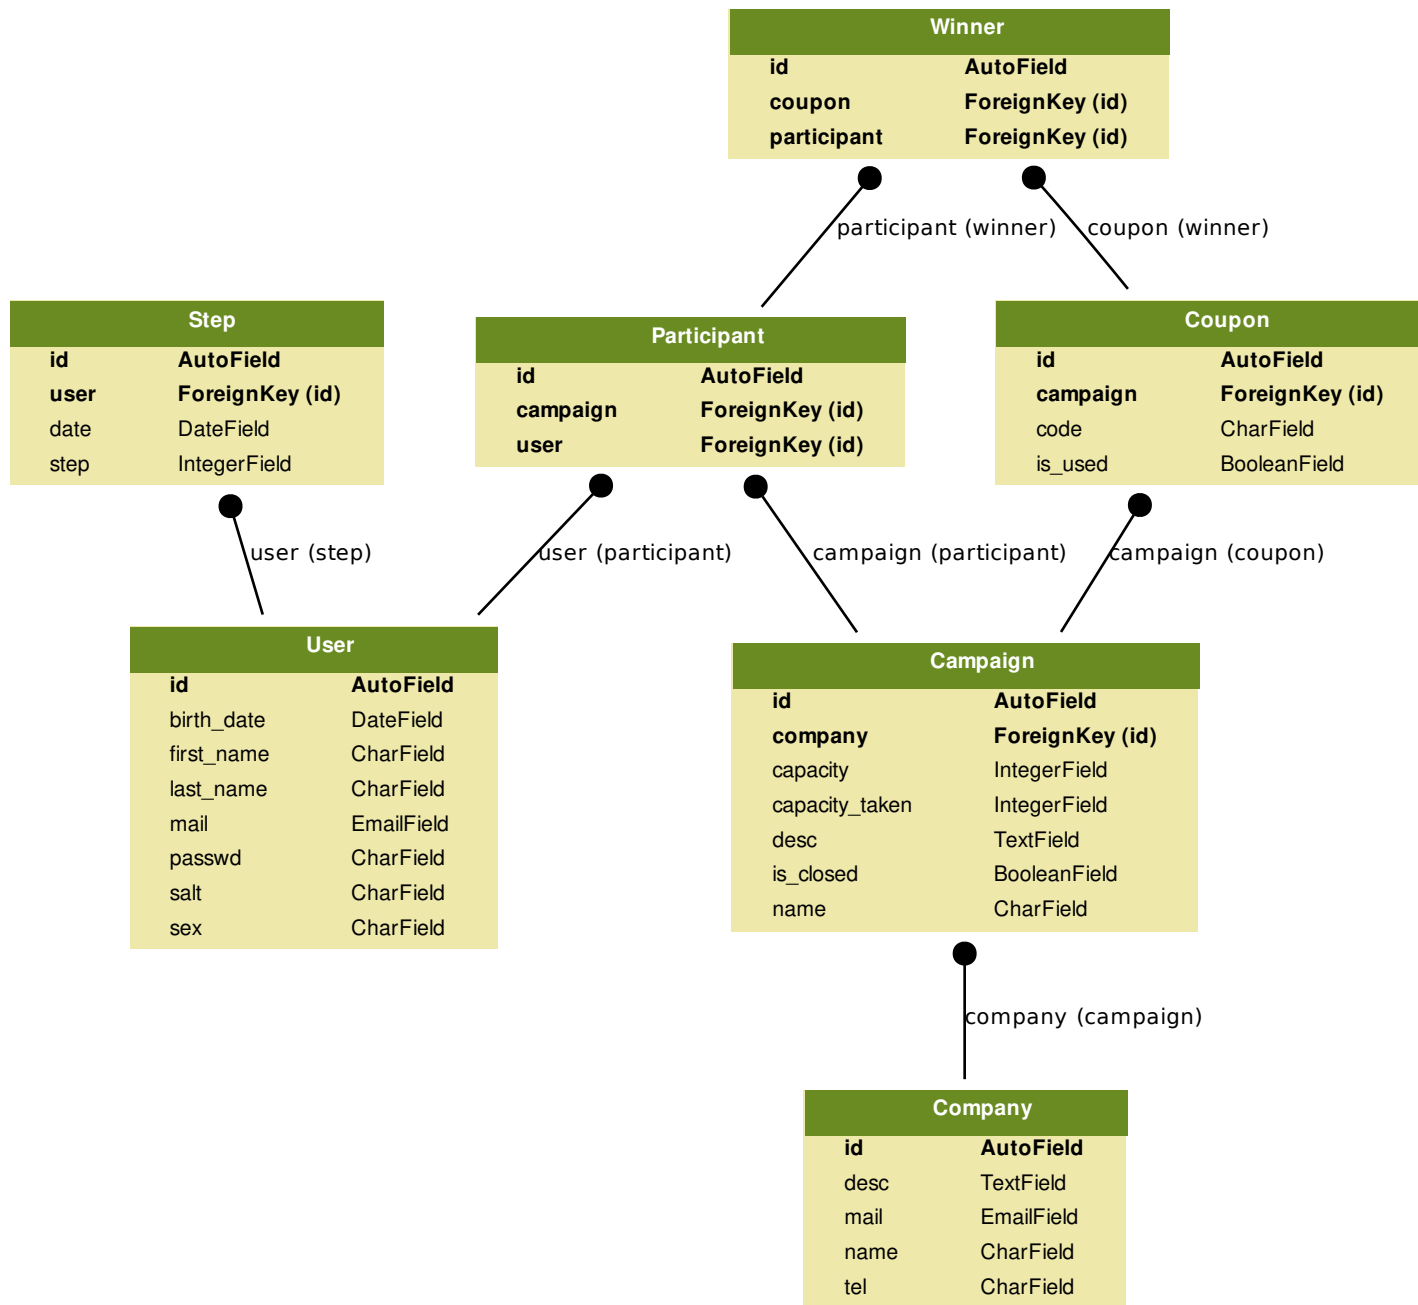 Winner
id AutoField
coupon ForeignKey (id)
participant ForeignKey (id)
participant (winner) coupon (winner)
Step
id AutoField
user ForeignKey (id)
date DateField
step IntegerField
Participant
id AutoField
campaign ForeignKey (id)
user ForeignKey (id)
Coupon
id AutoField
campaign ForeignKey (id)
code CharField
is_used BooleanField
user (step) user (participant) campaign (participant) campaign (coupon)
User
id AutoField
birth_date DateField
first_name CharField
last_name CharField
mail EmailField
passwd CharField
salt CharField
sex CharField
Campaign
id AutoField
company ForeignKey (id)
capacity IntegerField
capacity_taken IntegerField
desc TextField
is_closed BooleanField
name CharField
company (campaign)
Company
id AutoField
desc TextField
mail EmailField
name CharField
tel CharField